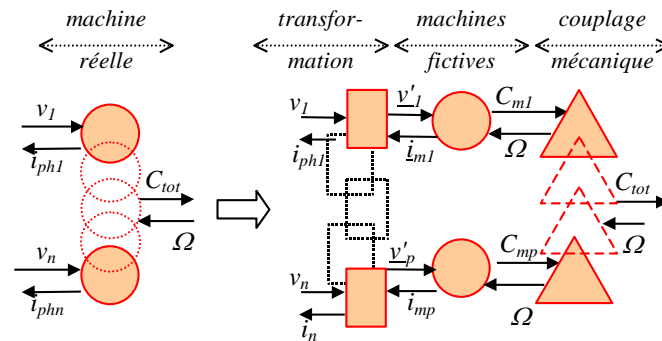 machine
réelle
transfor-
mation
machines
fictives
couplage
mécanique
v1
iph1
Ctot
Ω
vn
iphn
v1
iph1
v'1
im1
Cm1
Ω
Ctot
Ω
vn
in
v'p
imp
Cmp
Ω